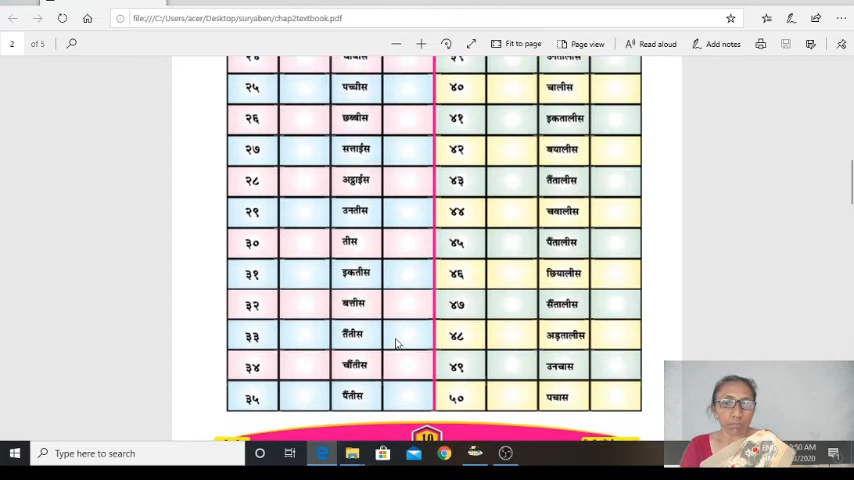 file:///C:/Users/acer/Desktop/suryaben/chap2textbook.pdf
2 of 5 Fit to page Page view Read aloud Add notes
२५ पच्चीस ४० चालीस
२६ छब्बीस ४१ इकतालीस
२७ सत्ताईस ४२ बयालीस
२८ अट्ठाईस ४३ तैंतालीस
२९ उनतीस ४४ चवालीस
३० तीस ४५ पैंतालीस
३१ इकतीस ४६ छियालीस
३२ बत्तीस ४७ सैंतालीस
३३ तैंतीस ४८ अड़तालीस
३४ चौंतीस ४९ उनचास
३५ पैंतीस ५० पचास
10
Type here to search
ENG